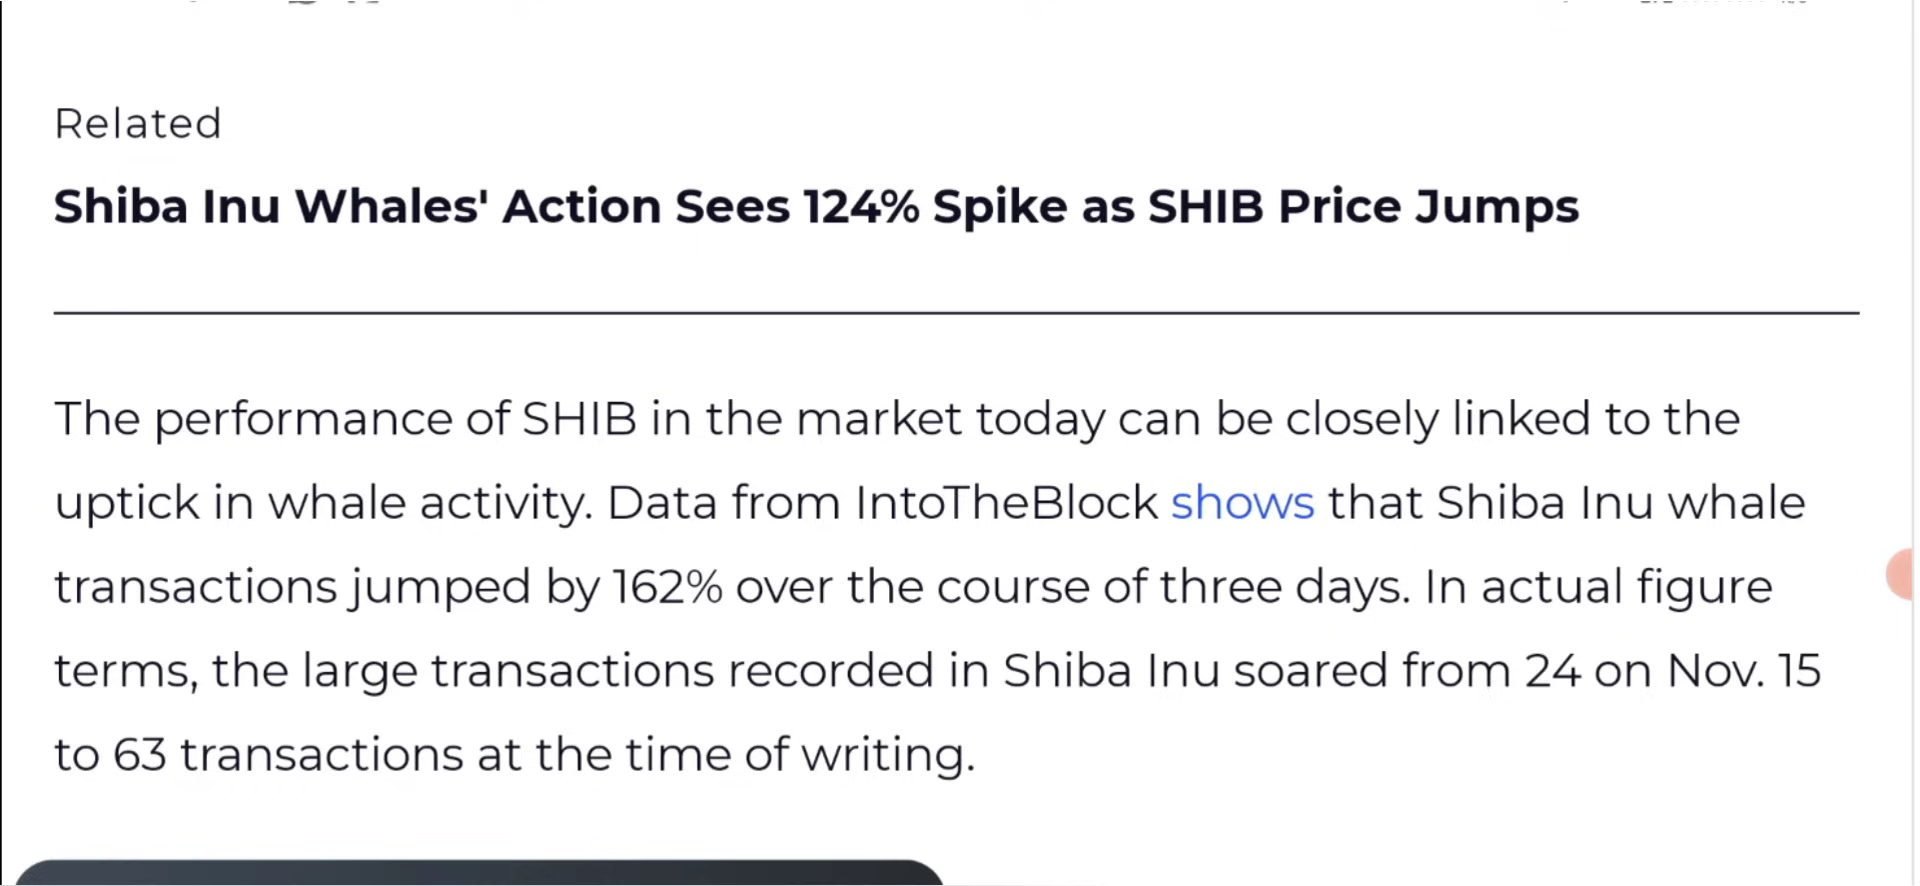 Related
Shiba Inu Whales' Action Sees 124% Spike as SHIB Price Jumps
The performance of SHIB in the market today can be closely linked to the
uptick in whale activity. Data from IntoTheBlock shows that Shiba Inu whale
transactions jumped by 162% over the course of three days. In actual figure
terms, the large transactions recorded in Shiba Inu soared from 24 on Nov. 15
to 63 transactions at the time of writing.